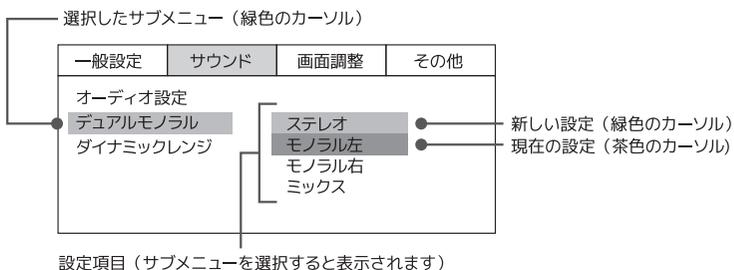 選択したサブメニュー（緑色のカーソル）
一般設定 サウンド 画面調整 その他
オーディオ設定
デュアルモノラル
ダイナミックレンジ
ステレオ
モノラル左
モノラル右
ミックス
新しい設定（緑色のカーソル）
現在の設定（茶色のカーソル)
設定項目（サブメニューを選択すると表示されます）